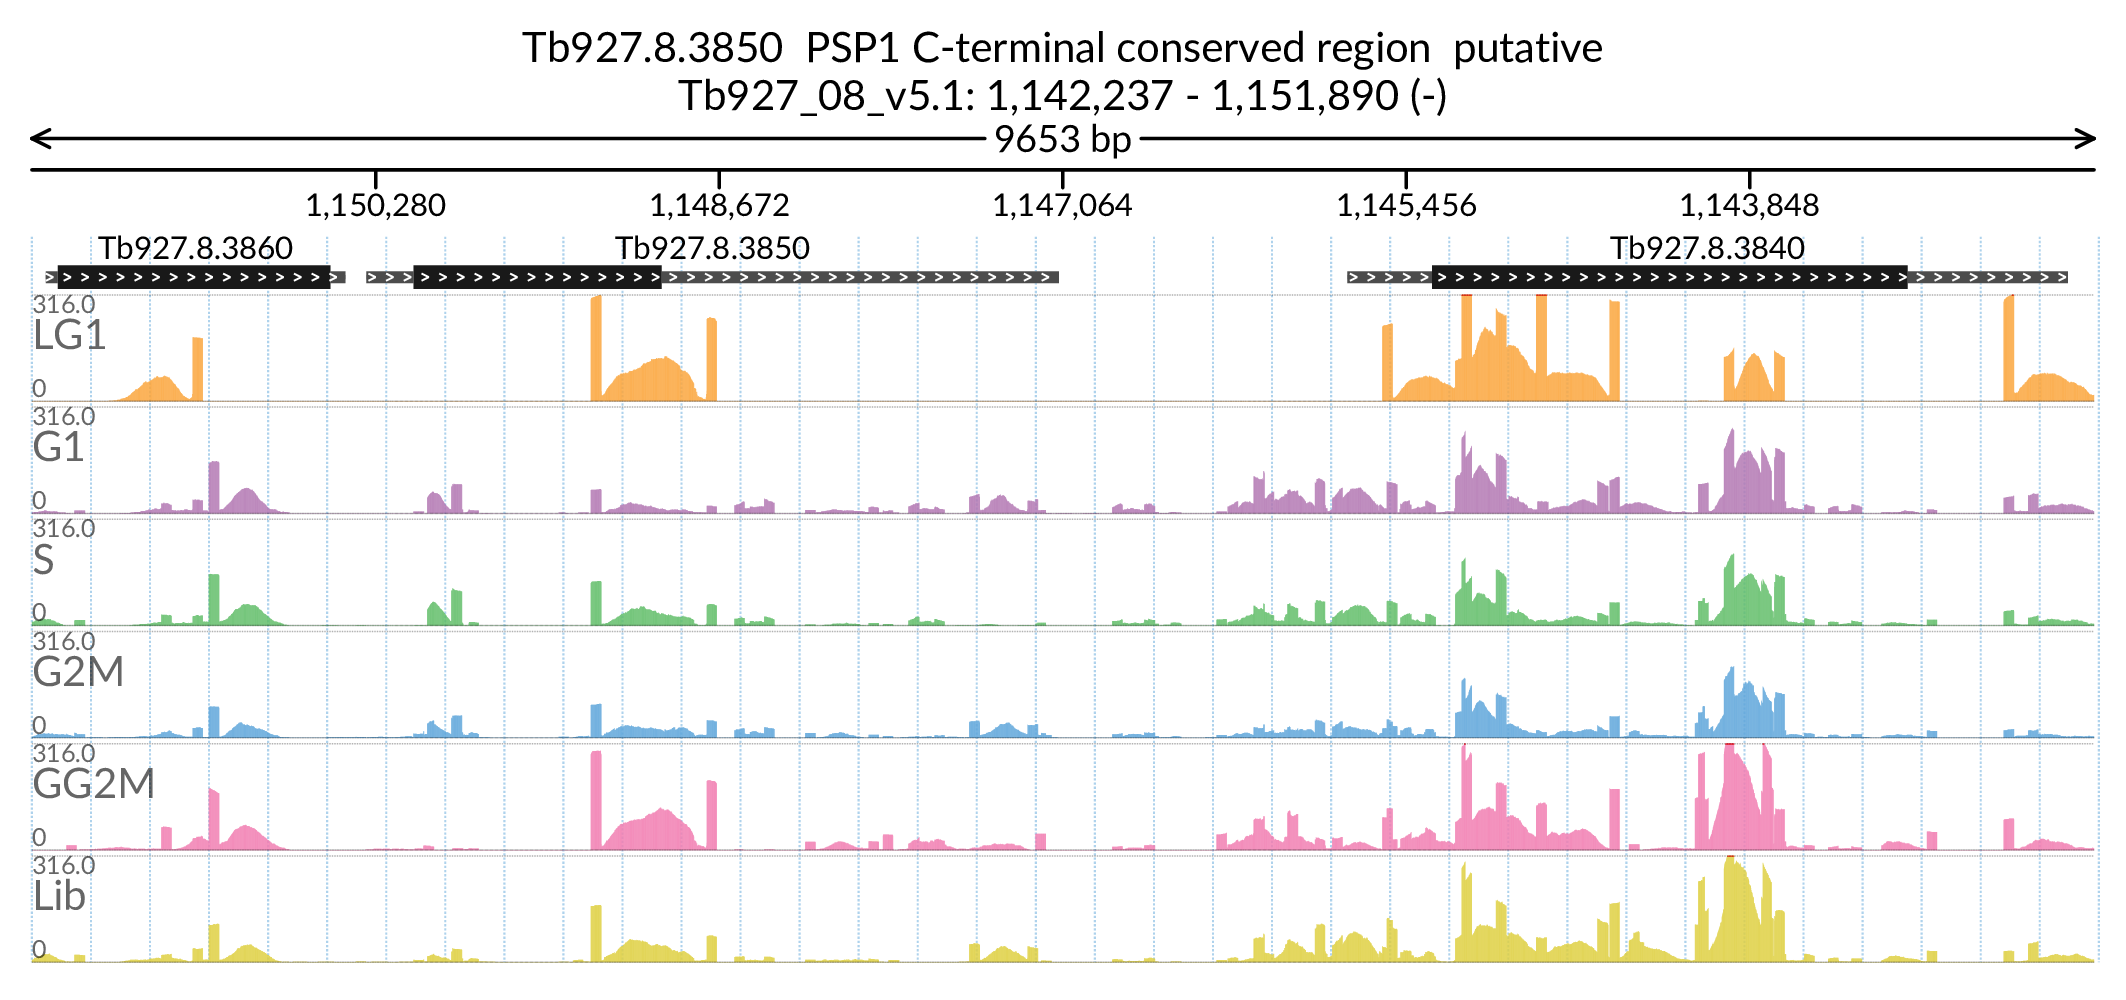 Tb927.8.3850  PSP1 C-terminal conserved region  putative
Tb927_08_v5.1: 1,142,237 - 1,151,890 (-)
9653 bp
1,150,280 1,148,672 1,147,064 1,145,456 1,143,848
Tb927.8.3860 Tb927.8.3850 Tb927.8.3840
316.0
LG1
0
316.0
G1
0
316.0
S
0
316.0
G2M
0
316.0
GG2M
0
316.0
Lib
0